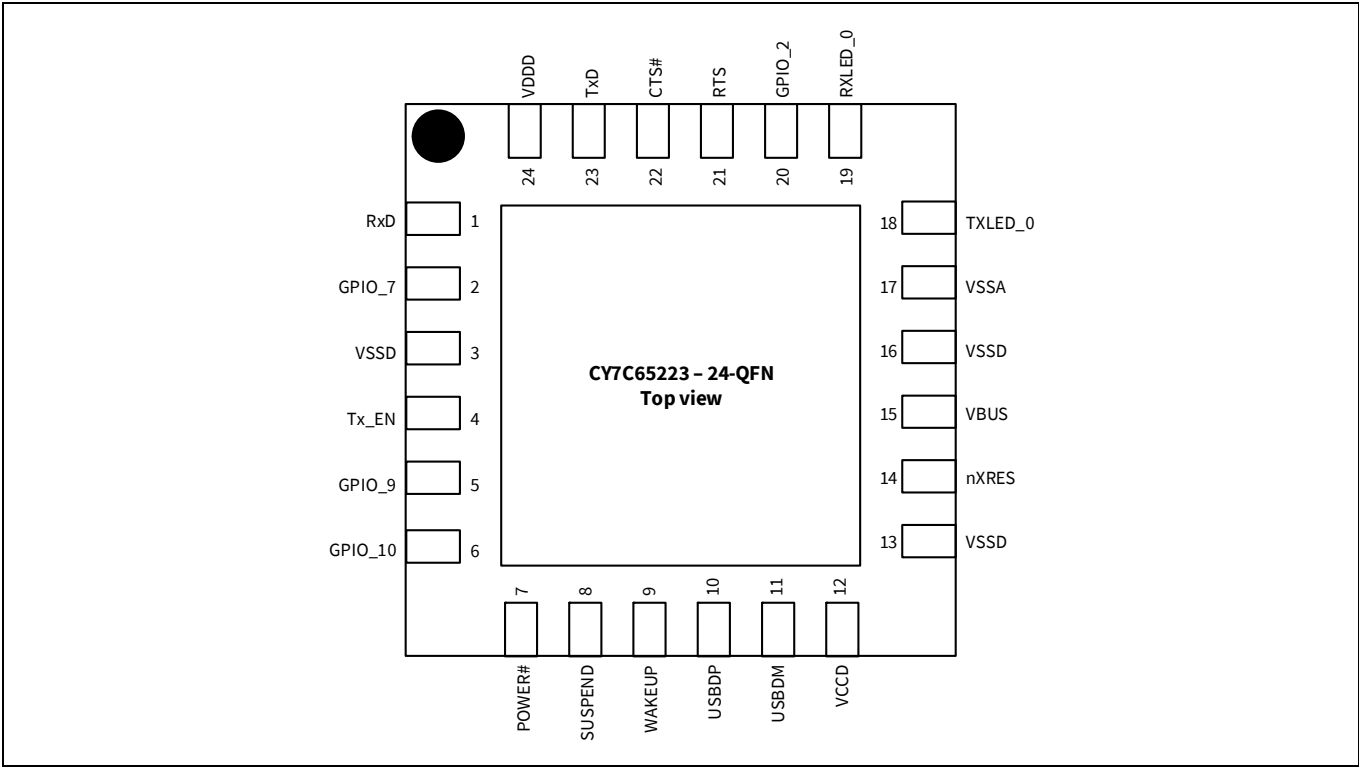 VDDD
TxD
CTS#
RTS
GPIO_2
RXLED_0
24
23
22
21
20
19
RxD 1
GPIO_7 2
VSSD 3
Tx_EN 4
GPIO_9 5
GPIO_10 6
CY7C65223 – 24-QFN
Top view
18 TXLED_0
17 VSSA
16 VSSD
15 VBUS
14 nXRES
13 VSSD
7
8
9
10
11
12
POWER#
SUSPEND
WAKEUP
USBDP
USBDM
VCCD